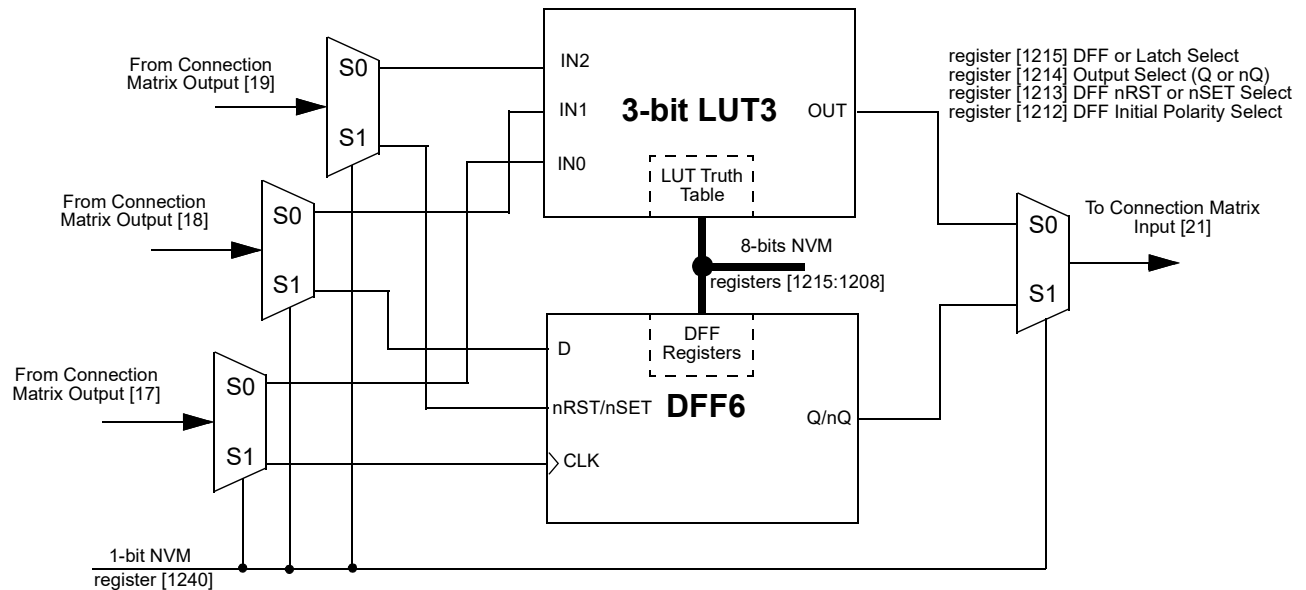 From Connection
Matrix Output [19]
S0
S1
From Connection
Matrix Output [18]
S0
S1
From Connection
Matrix Output [17]
S0
S1
1-bit NVM
register [1240]
IN2
IN1
IN0
3-bit LUT3
OUT
LUT Truth
Table
8-bits NVM
registers [1215:1208]
DFF
Registers
D
nRST/nSET
DFF6
CLK
Q/nQ
register [1215] DFF or Latch Select
register [1214] Output Select (Q or nQ)
register [1213] DFF nRST or nSET Select
register [1212] DFF Initial Polarity Select
S0
S1
To Connection Matrix
Input [21]